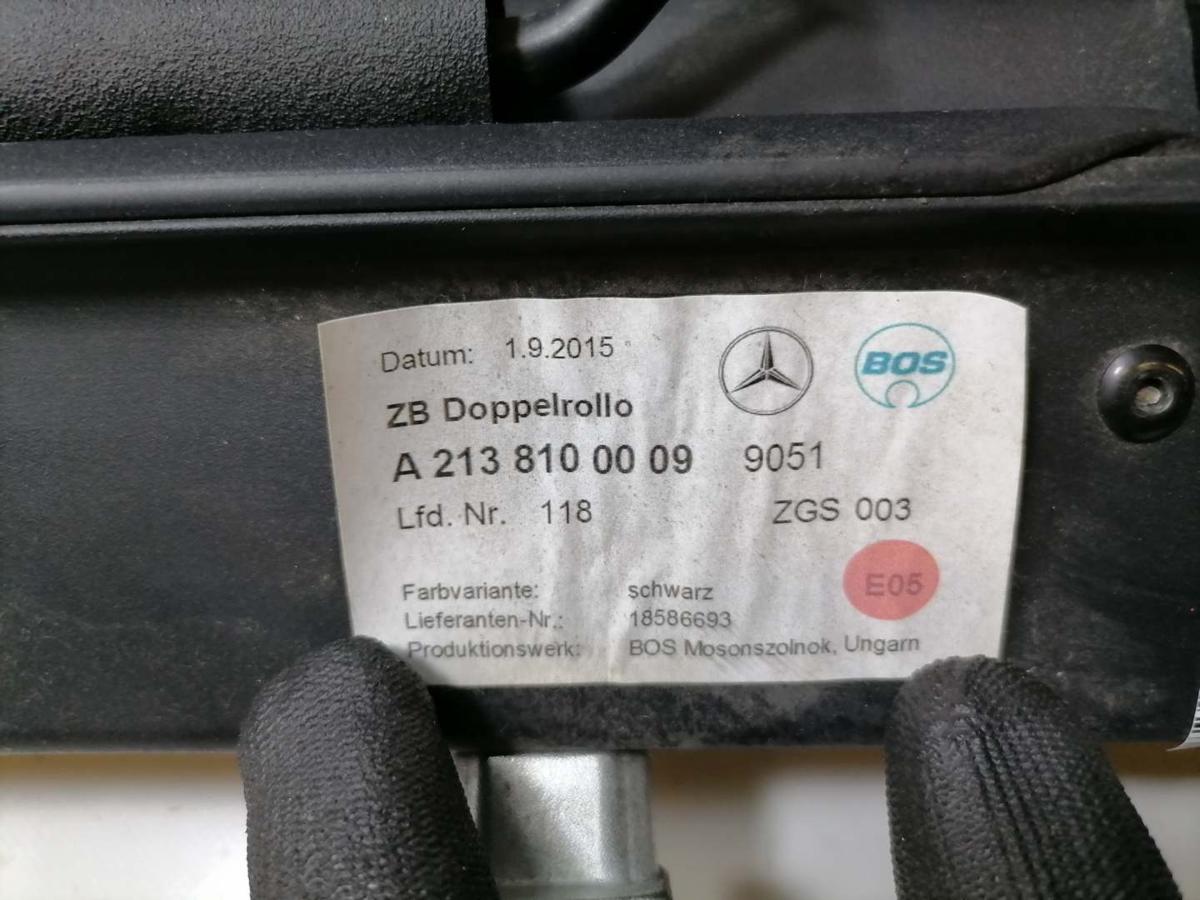 Datum: 1.9.2015
BOS
ZB Doppelrollo
A 213 810 00 09 9051
Lfd. Nr. 118 ZGS 003
E05
Farbvariante: schwarz
Lieferanten-Nr.: 18586693
Produktionswerk: BOS Mosonszolnok, Ungarn